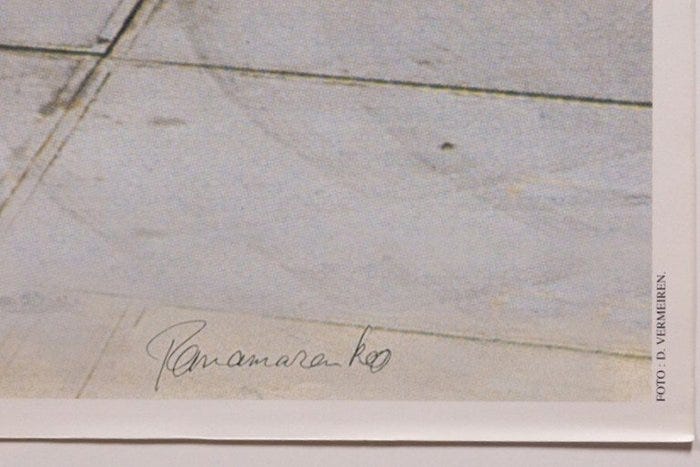 Panamarenko
FOTO : D. VERMEIREN.